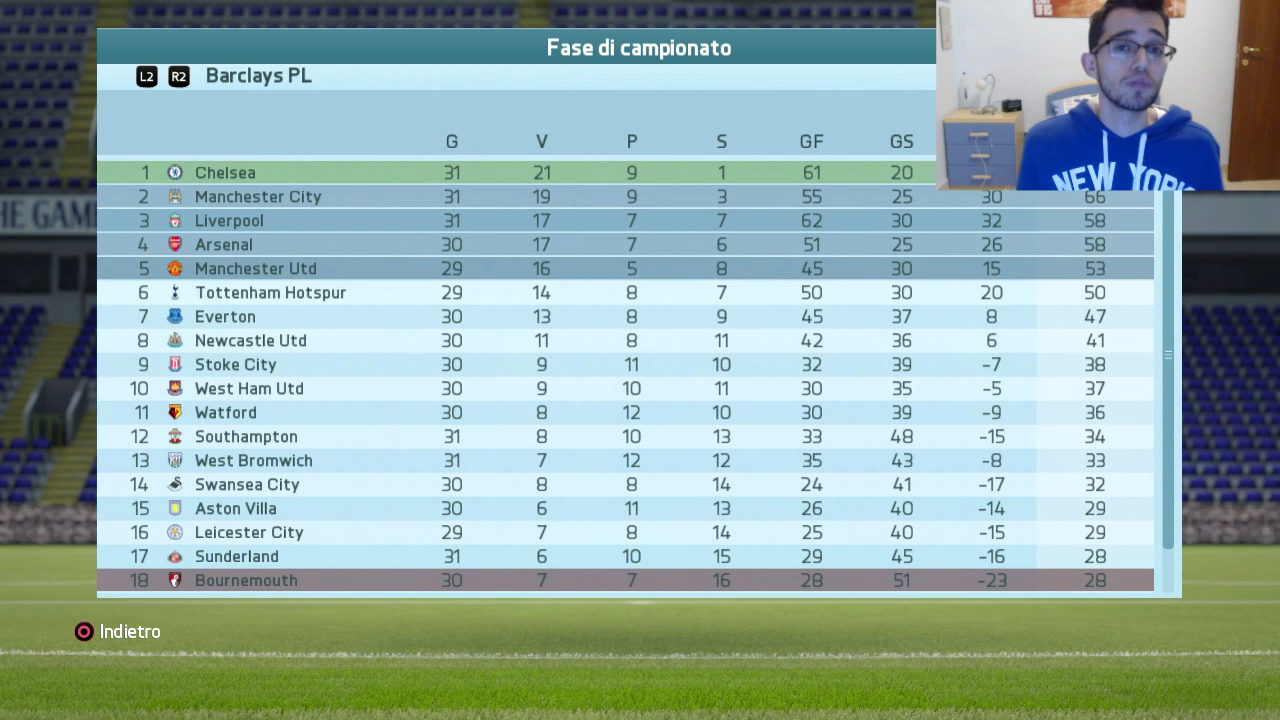 Fase di campionato
L2 R2 Barclays PL
G V P S GF GS
1 Chelsea 31 21 9 1 61 20
2 Manchester City 31 19 9 3 55 25 30 66
3 Liverpool 31 17 7 7 62 30 32 58
4 Arsenal 30 17 7 6 51 25 26 58
5 Manchester Utd 29 16 5 8 45 30 15 53
6 Tottenham Hotspur 29 14 8 7 50 30 20 50
7 Everton 30 13 8 9 45 37 8 47
8 Newcastle Utd 30 11 8 11 42 36 6 41
9 Stoke City 30 9 11 10 32 39 -7 38
10 West Ham Utd 30 9 10 11 30 35 -5 37
11 Watford 30 8 12 10 30 39 -9 36
12 Southampton 31 8 10 13 33 48 -15 34
13 West Bromwich 31 7 12 12 35 43 -8 33
14 Swansea City 30 8 8 14 24 41 -17 32
15 Aston Villa 30 6 11 13 26 40 -14 29
16 Leicester City 29 7 8 14 25 40 -15 29
17 Sunderland 31 6 10 15 29 45 -16 28
18 Bournemouth 30 7 7 16 28 51 -23 28
Indietro
NEW YORK
HE GAM